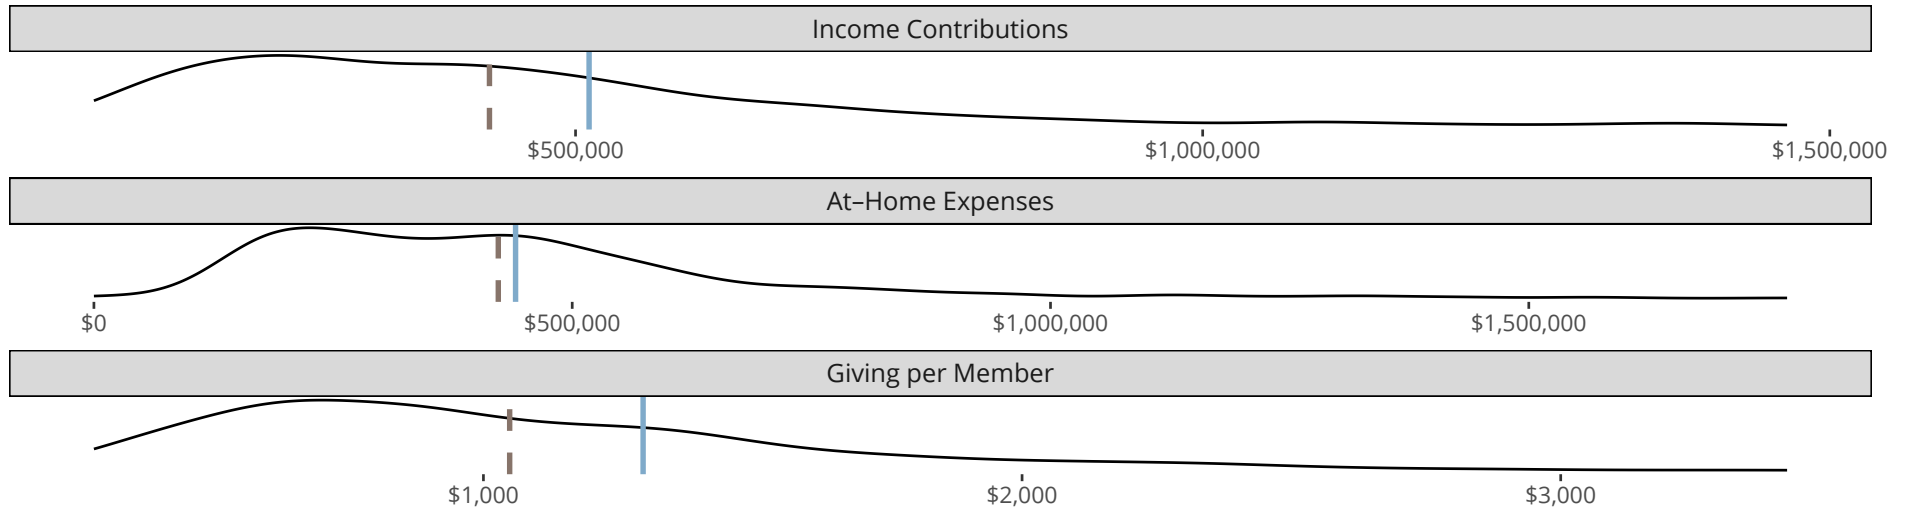 Income Contributions
$500,000 $1,000,000 $1,500,000
At–Home Expenses
$0 $500,000 $1,000,000 $1,500,000
Giving per Member
$1,000 $2,000 $3,000